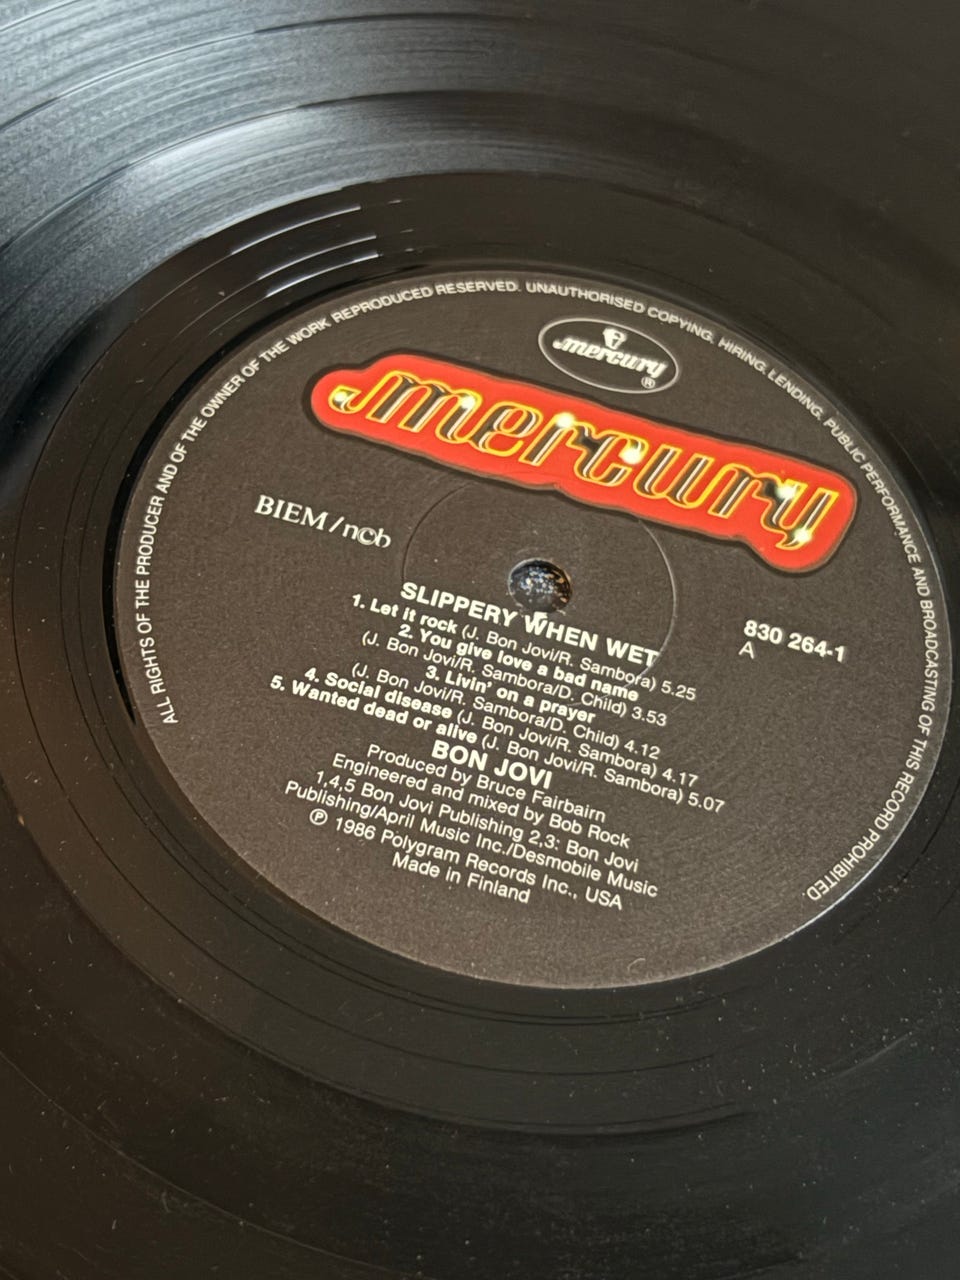 ALL RIGHTS OF THE PRODUCER AND OF THE OWNER OF THE WORK REPRODUCED RESERVED. UNAUTHORISED COPYING, HIRING, LENDING, PUBLIC PERFORMANCE AND BROADCASTING OF THIS RECORD PROHIBITED.
mercury®
mercury
BIEM/ncb
830 264-1
A
SLIPPERY WHEN WET
1. Let it rock (J. Bon Jovi/R. Sambora) 5.25
2. You give love a bad name
(J. Bon Jovi/R. Sambora/D. Child) 3.53
3. Livin' on a prayer
(J. Bon Jovi/R. Sambora/D. Child) 4.12
4. Social disease (J. Bon Jovi/R. Sambora) 4.17
5. Wanted dead or alive (J. Bon Jovi/R. Sambora) 5.07
BON JOVI
Produced by Bruce Fairbairn
Engineered and mixed by Bob Rock
1,4,5 Bon Jovi Publishing 2,3: Bon Jovi
Publishing/April Music Inc./Desmobile Music
℗ 1986 Polygram Records Inc., USA
Made in Finland